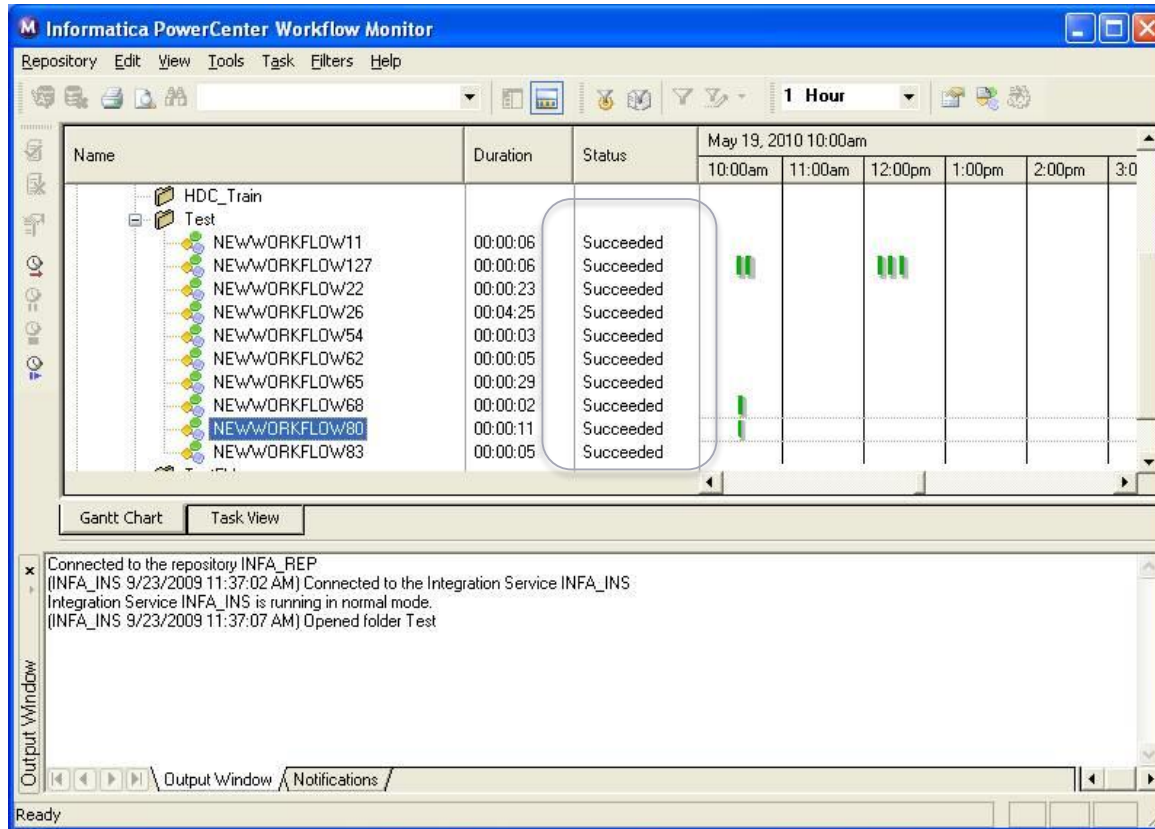 Informatica PowerCenter Workflow Monitor
Repository Edit View Tools Task Filters Help
1 Hour
Name Duration Status May 19, 2010 10:00am
10:00am 11:00am 12:00pm 1:00pm 2:00pm 3:0
HDC_Train
Test
NEWWORKFLOW11 00:00:06 Succeeded
NEWWORKFLOW127 00:00:06 Succeeded
NEWWORKFLOW22 00:00:23 Succeeded
NEWWORKFLOW26 00:04:25 Succeeded
NEWWORKFLOW54 00:00:03 Succeeded
NEWWORKFLOW62 00:00:05 Succeeded
NEWWORKFLOW65 00:00:29 Succeeded
NEWWORKFLOW68 00:00:02 Succeeded
NEWWORKFLOW80 00:00:11 Succeeded
NEWWORKFLOW83 00:00:05 Succeeded
Gantt Chart Task View
Connected to the repository INFA_REP
(INFA_INS 9/23/2009 11:37:02 AM) Connected to the Integration Service INFA_INS
Integration Service INFA_INS is running in normal mode.
(INFA_INS 9/23/2009 11:37:07 AM) Opened folder Test
Output Window
Output Window Notifications
Ready